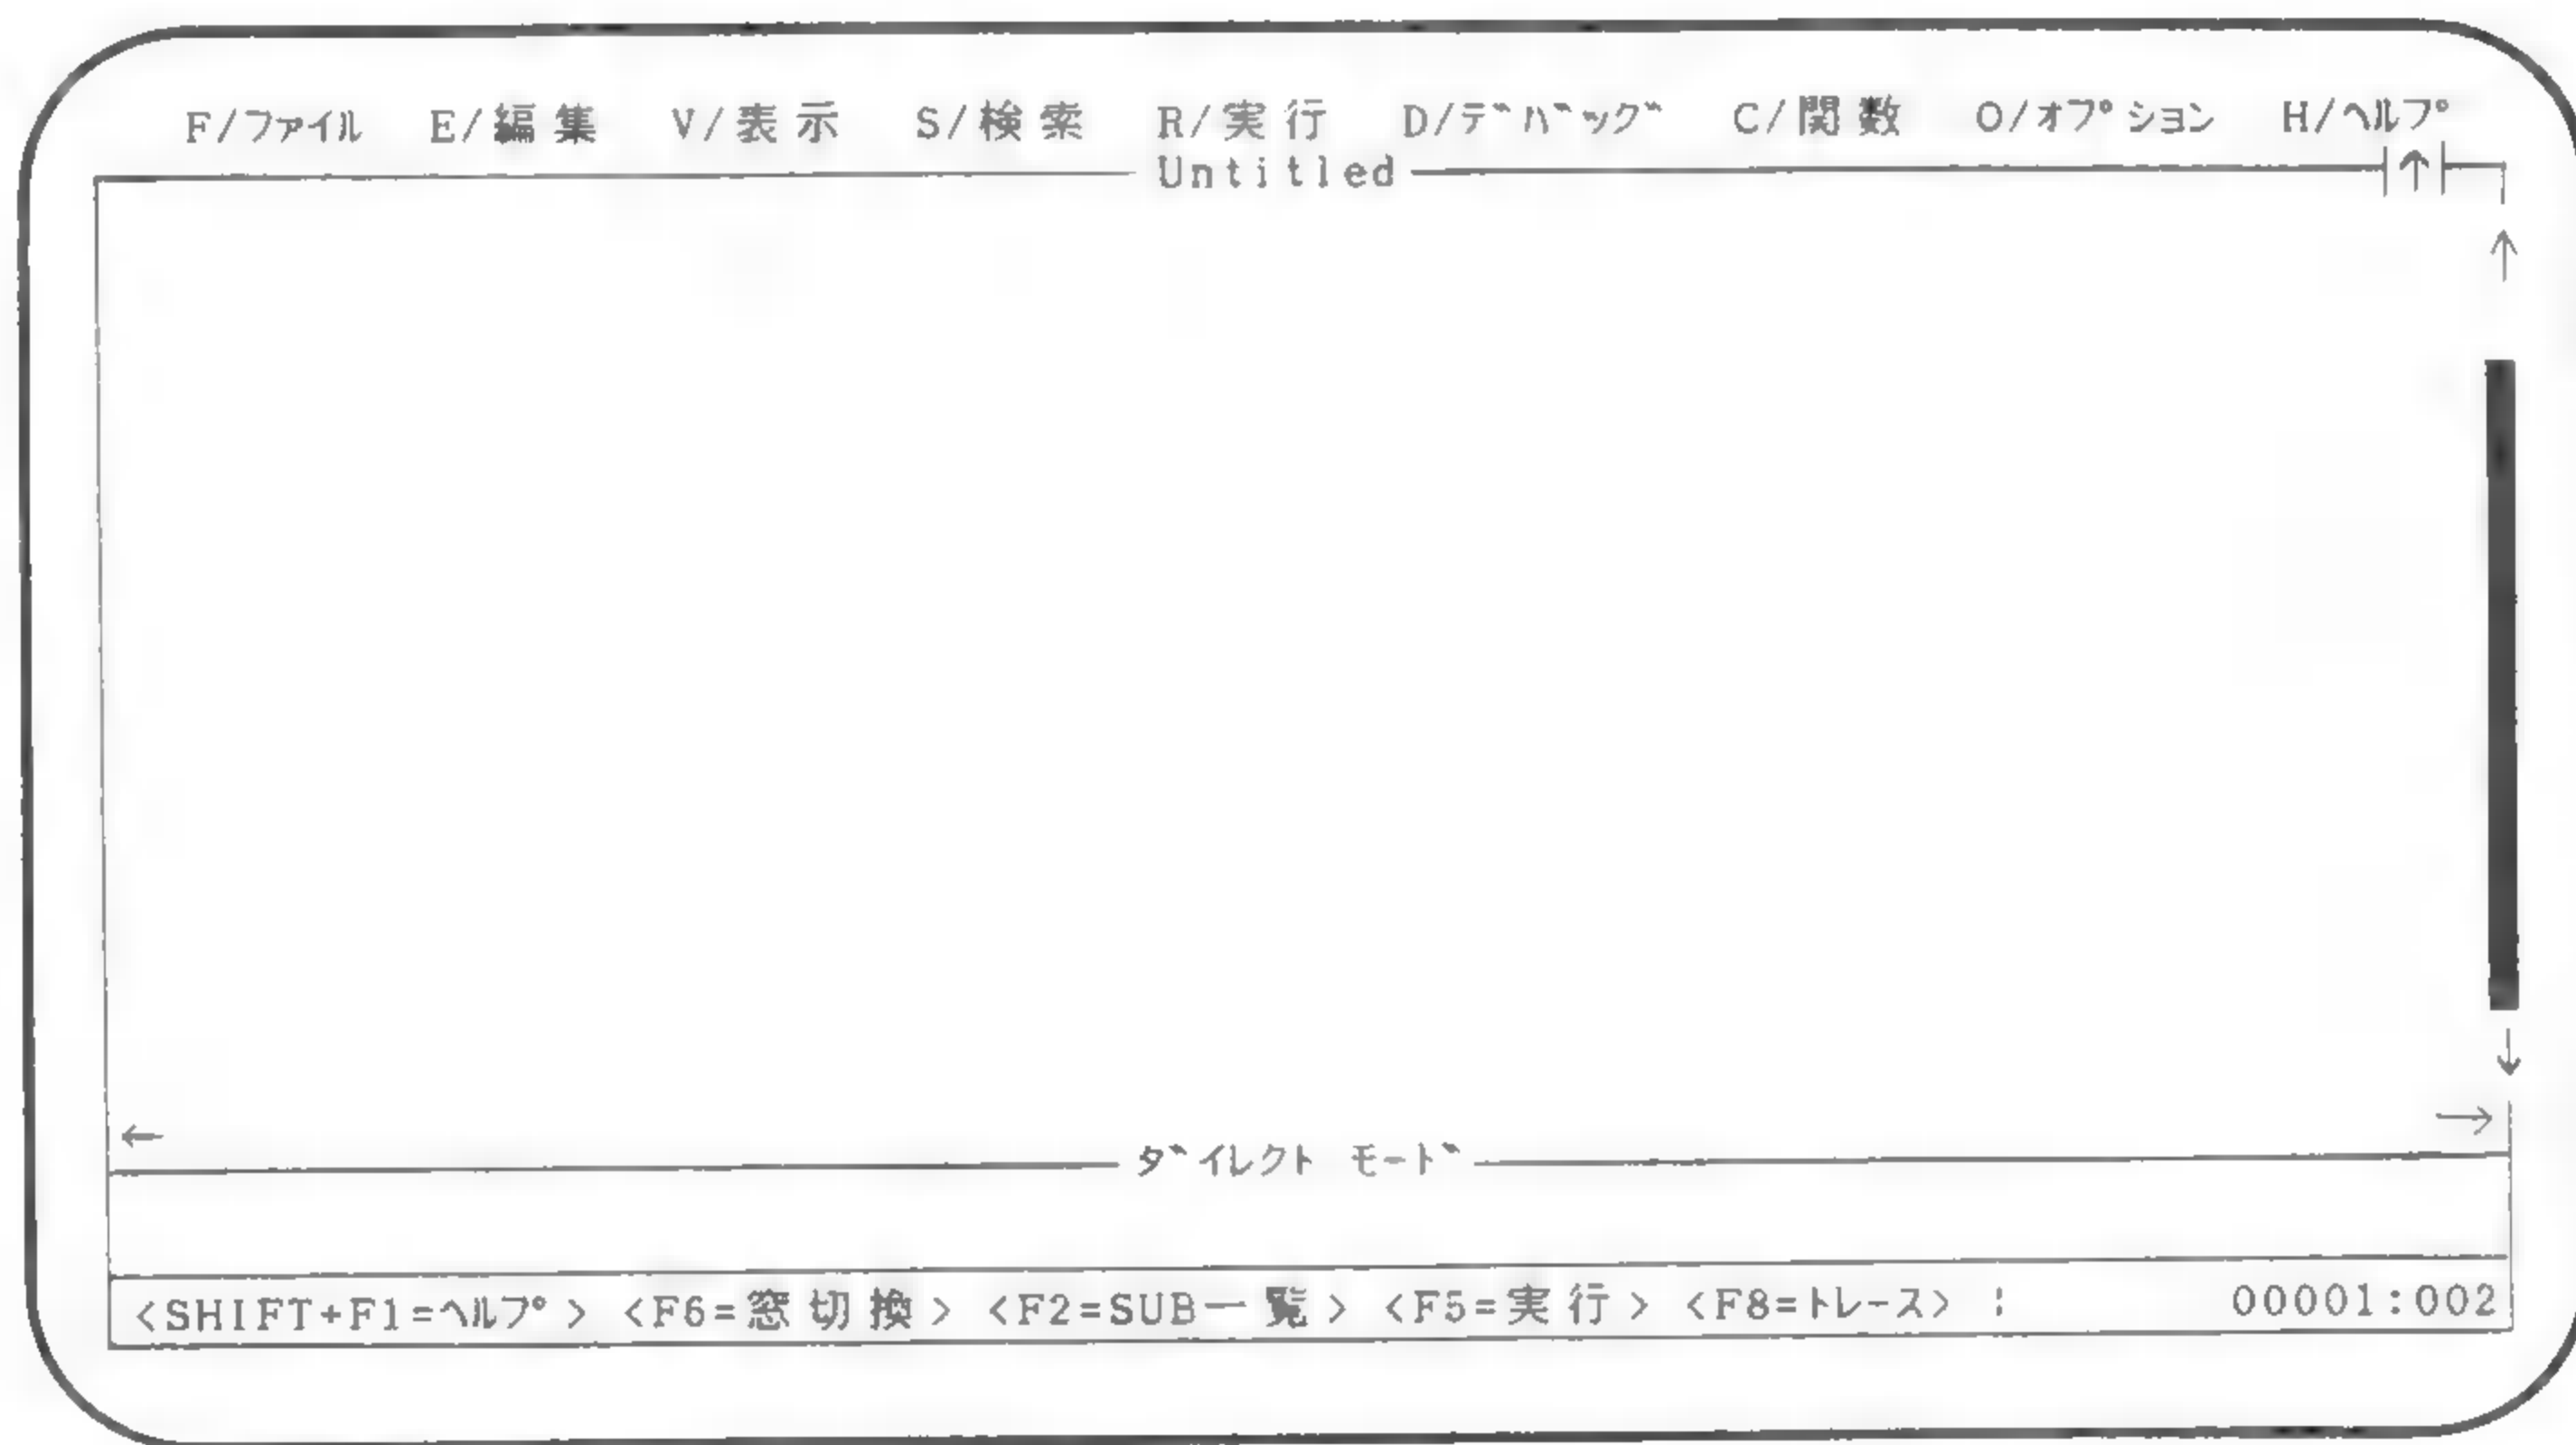 F/ファイル E/編集 V/表示 S/検索 R/実行 D/デバッグ C/関数 O/オプション H/ヘルプ
Untitled
ダイレクト モード
<SHIFT+F1=ヘルプ> <F6=窓切換> <F2=SUB一覧> <F5=実行> <F8=トレース> ¦ 00001:002